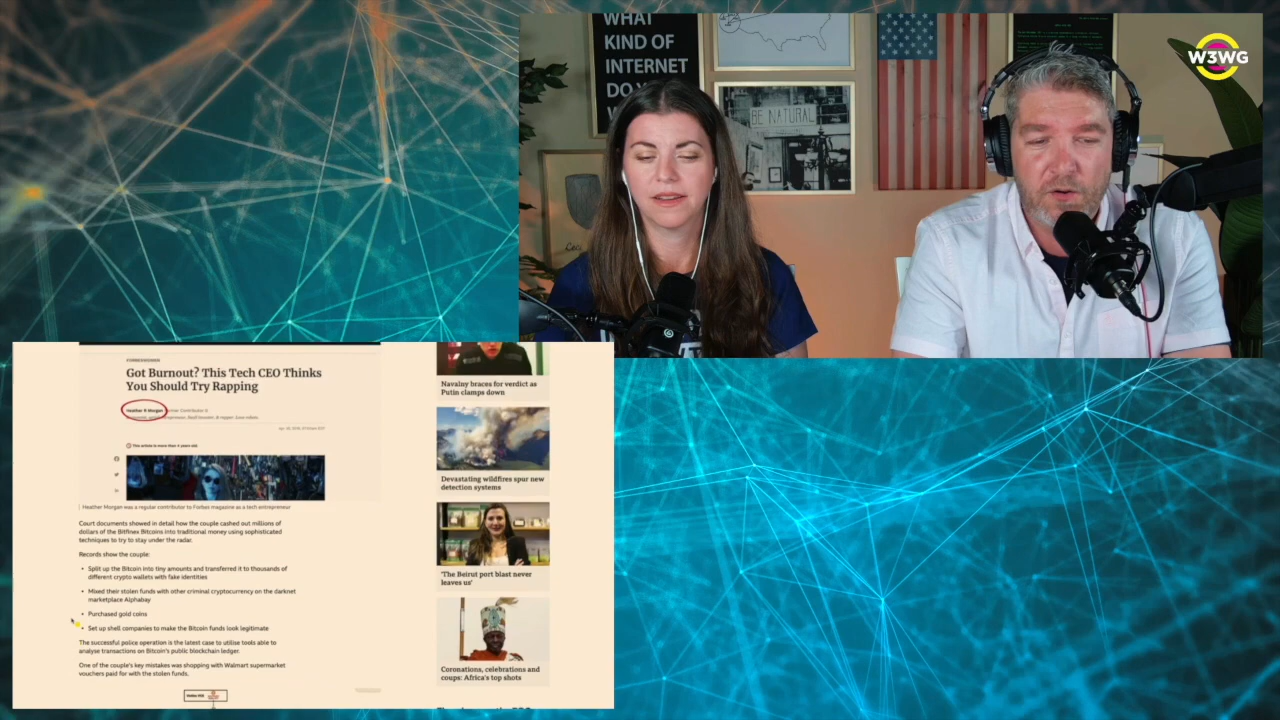 WHAT
KIND OF
INTERNET
BE NATURAL
W3WG
Got Burnout? This Tech CEO Thinks
You Should Try Rapping
Heather R Morgan
This article is more than 4 years old.
Heather Morgan was a regular contributor to Forbes magazine as a tech entrepreneur
Court documents showed in detail how the couple cashed out millions of
dollars of the Bitfinex Bitcoins into traditional money using sophisticated
techniques to try to stay under the radar.
Records show the couple:
• Split up the Bitcoin into tiny amounts and transferred it to thousands of
different crypto wallets with fake identities
• Mixed their stolen funds with other criminal cryptocurrency on the darknet
marketplace Alphabay
• Purchased gold coins
• Set up shell companies to make the Bitcoin funds look legitimate
The successful police operation is the latest case to utilise tools able to
analyse transactions on Bitcoin's public blockchain ledger.
One of the couple's key mistakes was shopping with Walmart supermarket
vouchers paid for with the stolen funds.
Navalny braces for verdict as
Putin clamps down
Devastating wildfires spur new
detection systems
'The Beirut port blast never
leaves us'
Coronations, celebrations and
coups: Africa's top shots